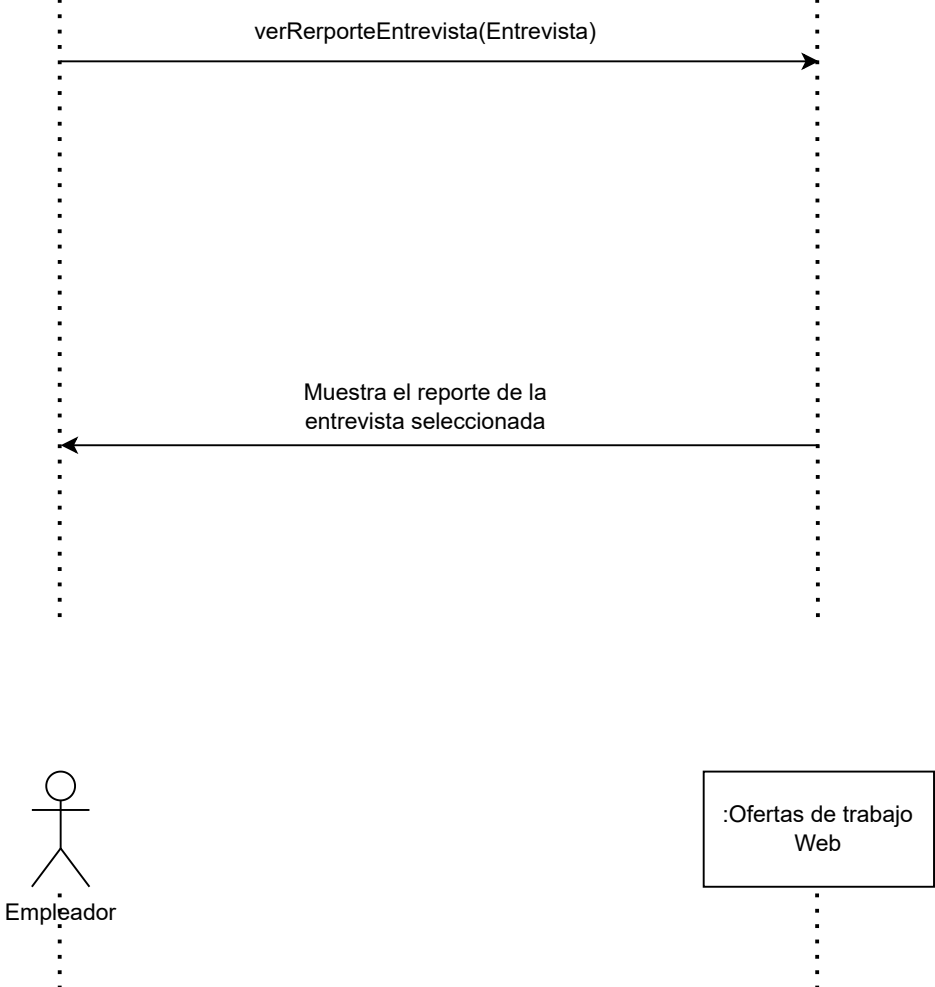 verRerporteEntrevista(Entrevista)
Muestra el reporte de la
entrevista seleccionada
:Ofertas de trabajo
Web
Empleador